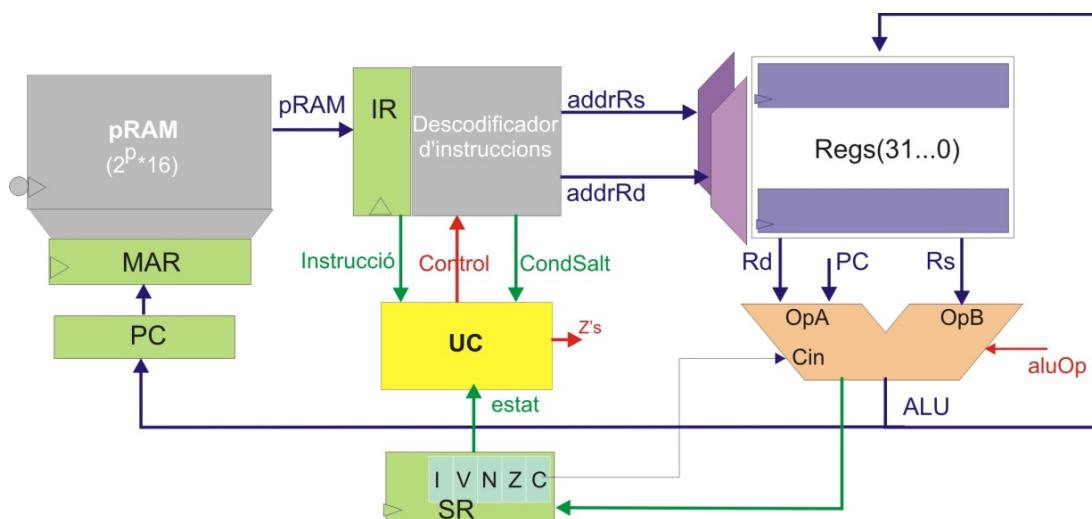 pRAM
(2^p*16)
MAR
PC
pRAM
IR
Descodificador
d'instruccions
addrRs
addrRd
Regs(31...0)
Instrucció
Control
CondSalt
UC
Z's
estat
I V N Z C
SR
Rd
PC
Rs
OpA
OpB
Cin
aluOp
ALU